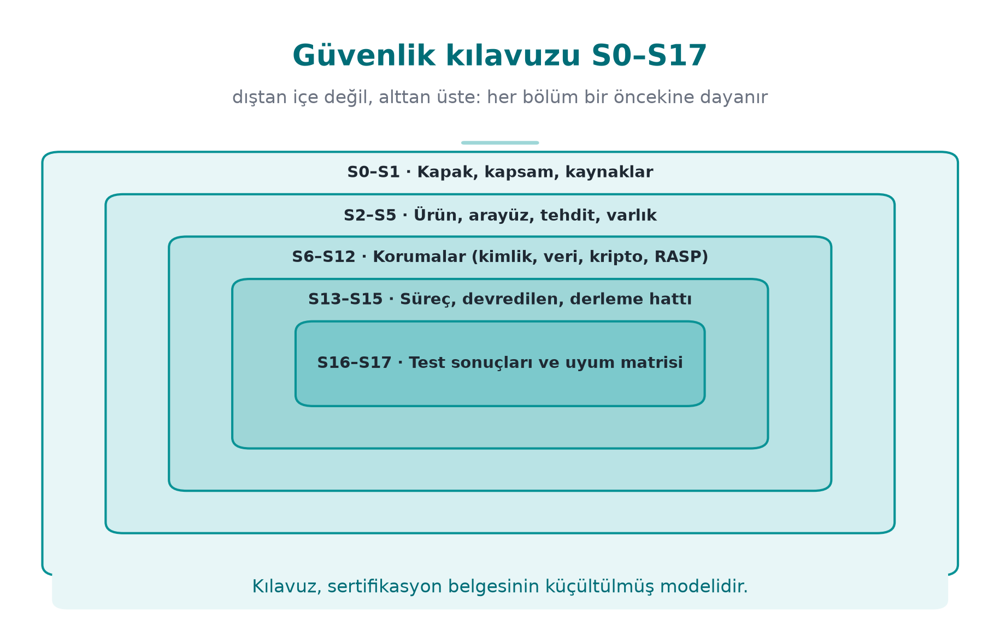 Güvenlik kılavuzu S0–S17
dıştan içe değil, alttan üste: her bölüm bir öncekine dayanır
S0–S1 · Kapak, kapsam, kaynaklar
S2–S5 · Ürün, arayüz, tehdit, varlık
S6–S12 · Korumalar (kimlik, veri, kripto, RASP)
S13–S15 · Süreç, devredilen, derleme hattı
S16–S17 · Test sonuçları ve uyum matrisi
Kılavuz, sertifikasyon belgesinin küçültülmüş modelidir.